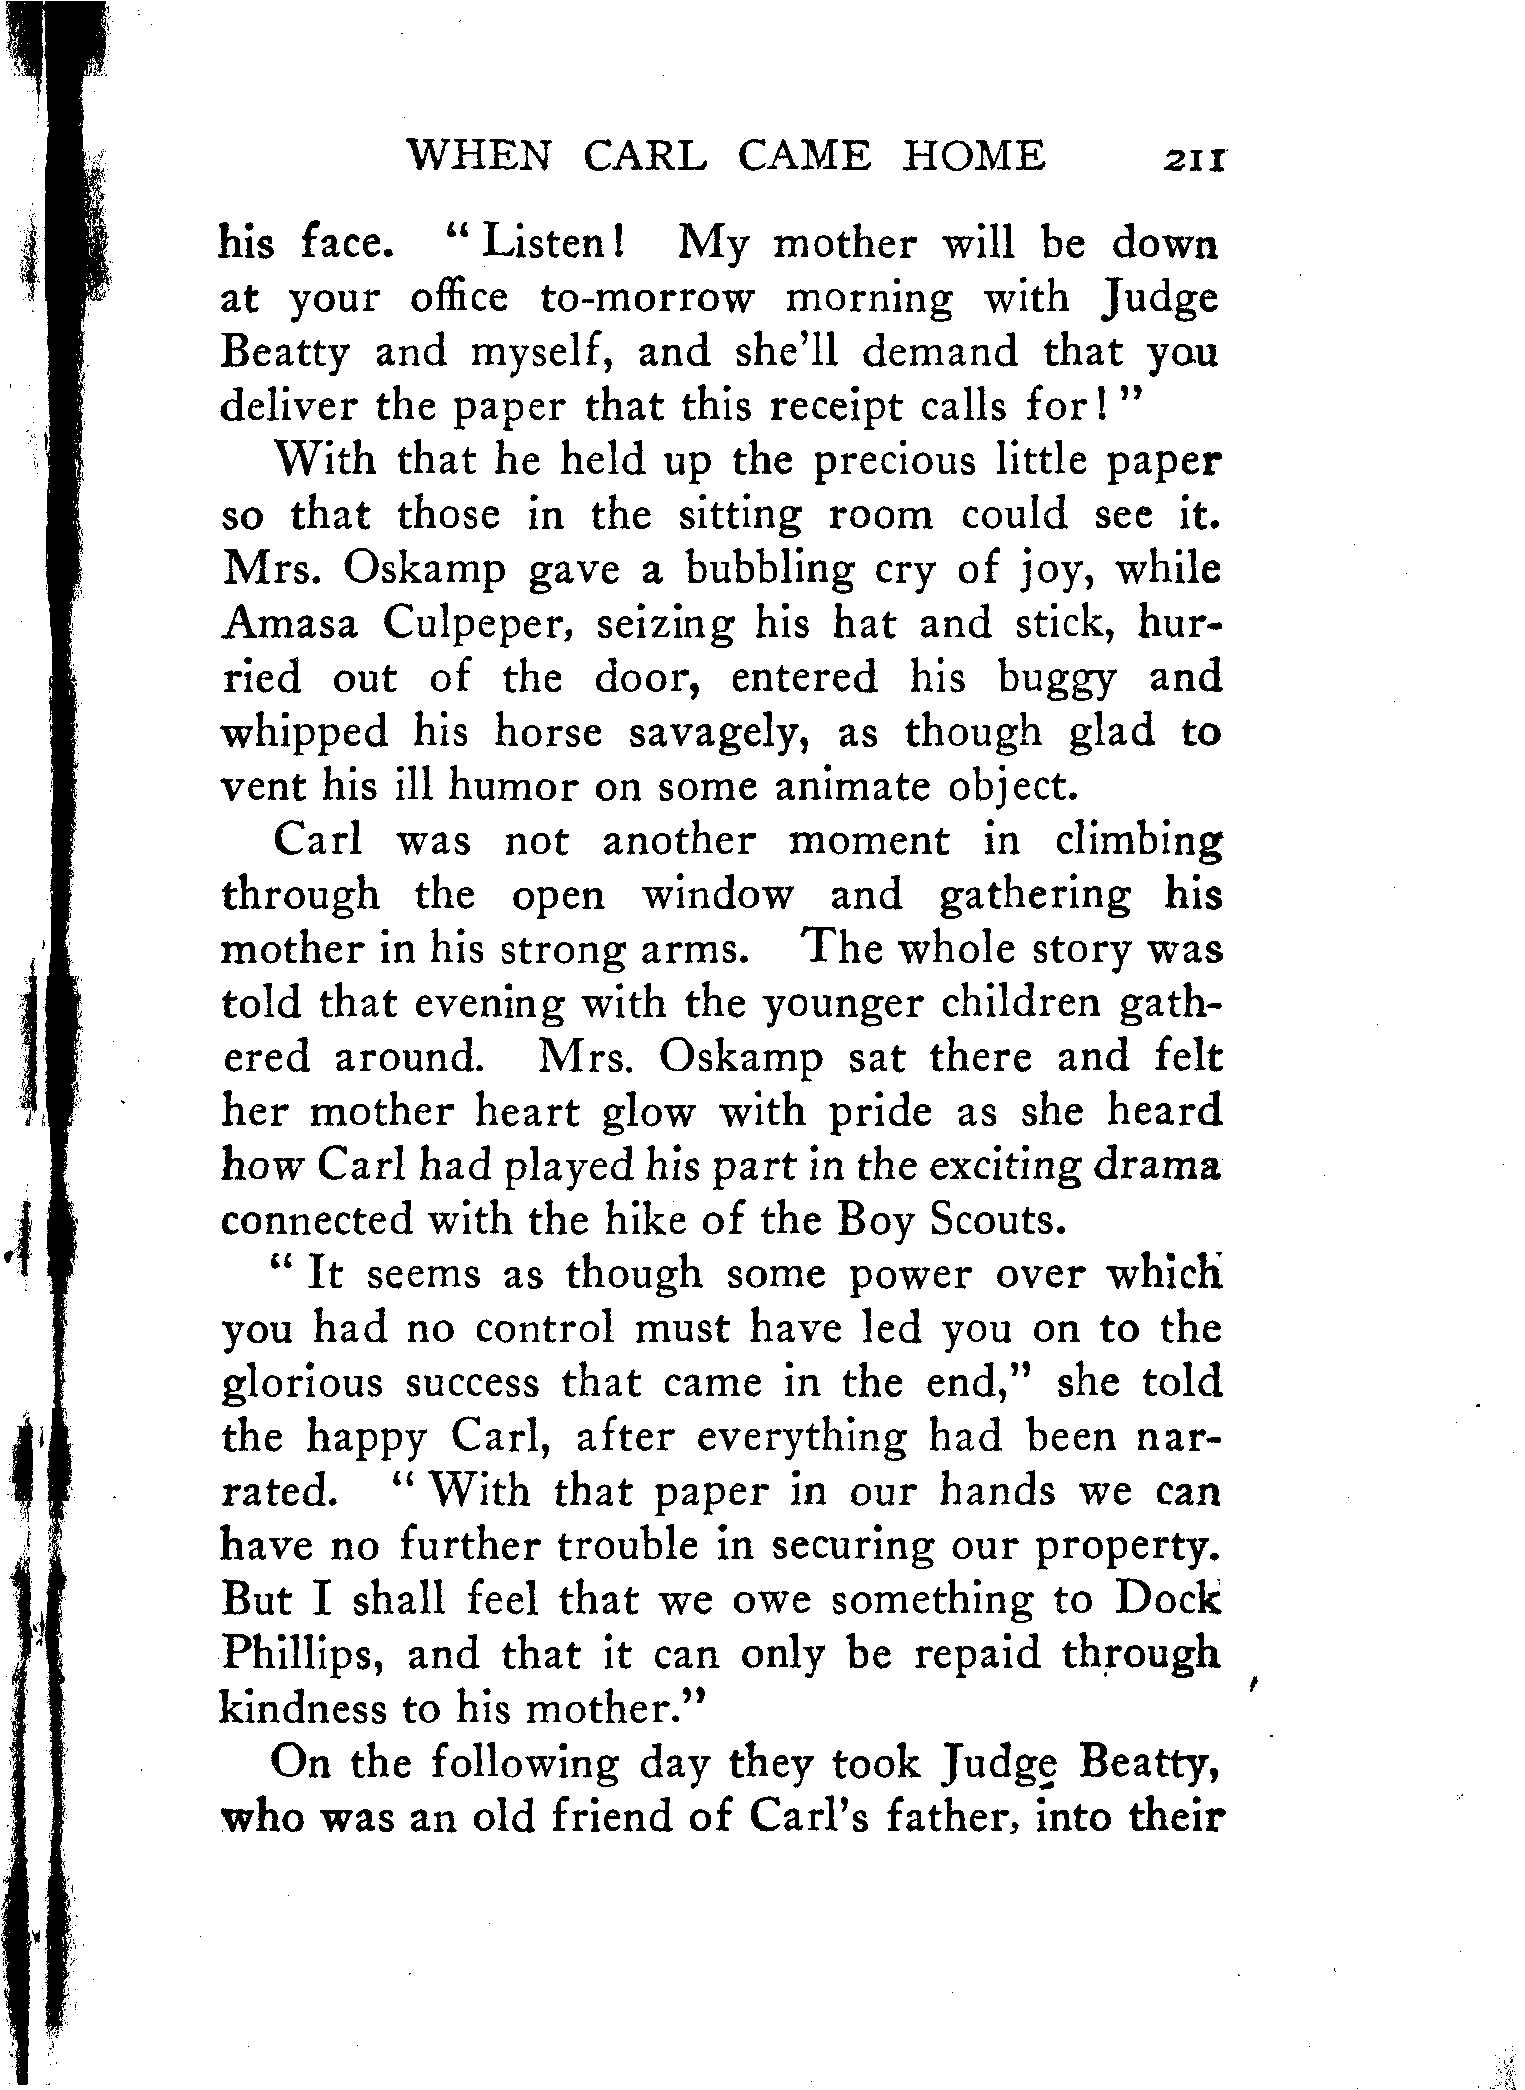 WHEN CARL CAME HOME 211
his face. " Listen! My mother will be down
at your office to-morrow morning with Judge
Beatty and myself, and she'll demand that you
deliver the paper that this receipt calls for! "
With that he held up the precious little paper
so that those in the sitting room could see it.
Mrs. Oskamp gave a bubbling cry of joy, while
Amasa Culpeper, seizing his hat and stick, hur-
ried out of the door, entered his buggy and
whipped his horse savagely, as though glad to
vent his ill humor on some animate object.
Carl was not another moment in climbing
through the open window and gathering his
mother in his strong arms. The whole story was
told that evening with the younger children gath-
ered around. Mrs. Oskamp sat there and felt
her mother heart glow with pride as she heard
how Carl had played his part in the exciting drama
connected with the hike of the Boy Scouts.
" It seems as though some power over which
you had no control must have led you on to the
glorious success that came in the end," she told
the happy Carl, after everything had been nar-
rated. " With that paper in our hands we can
have no further trouble in securing our property.
But I shall feel that we owe something to Dock
Phillips, and that it can only be repaid through
kindness to his mother."
On the following day they took Judge Beatty,
who was an old friend of Carl's father, into their